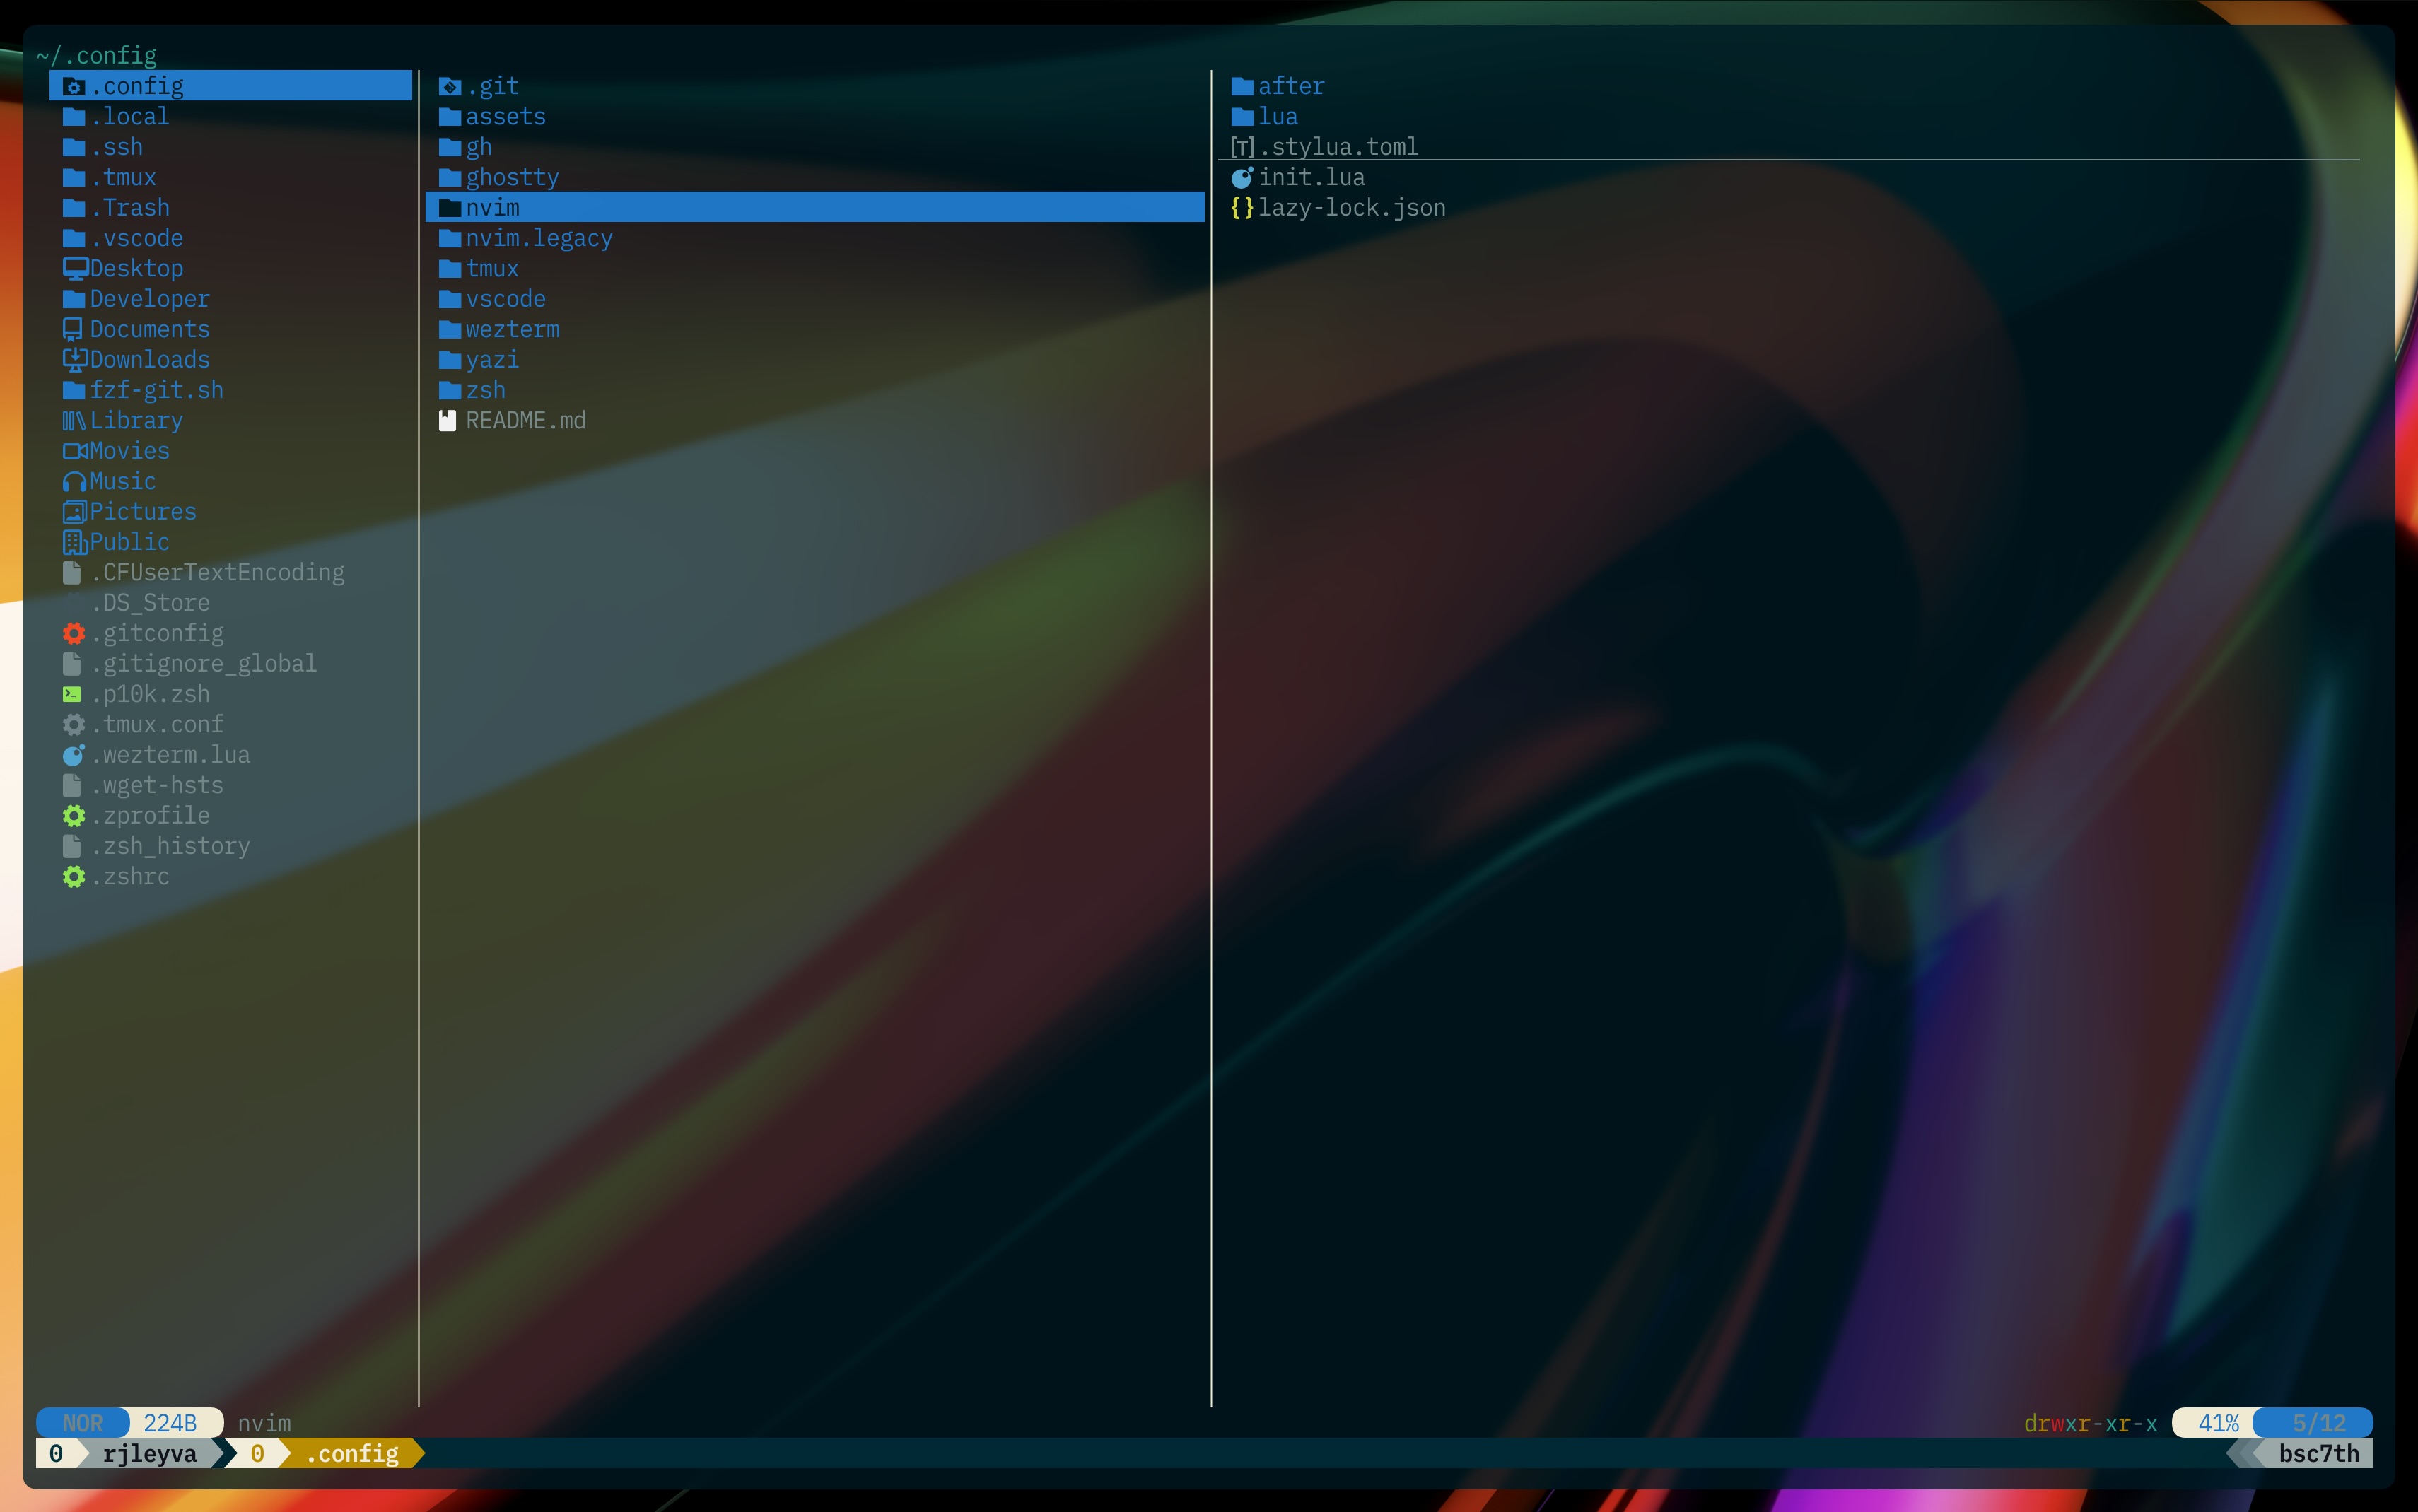 ~/.config
.config
.local
.ssh
.tmux
.Trash
.vscode
Desktop
Developer
Documents
Downloads
fzf-git.sh
Library
Movies
Music
Pictures
Public
.CFUserTextEncoding
.DS_Store
.gitconfig
.gitignore_global
.p10k.zsh
.tmux.conf
.wezterm.lua
.wget-hsts
.zprofile
.zsh_history
.zshrc
.git
assets
gh
ghostty
nvim
nvim.legacy
tmux
vscode
wezterm
yazi
zsh
README.md
after
lua
[T] .stylua.toml
init.lua
{} lazy-lock.json
NOR 224B nvim drwxr-xr-x 41% 5/12
0 rjleyva 0 .config bsc7th